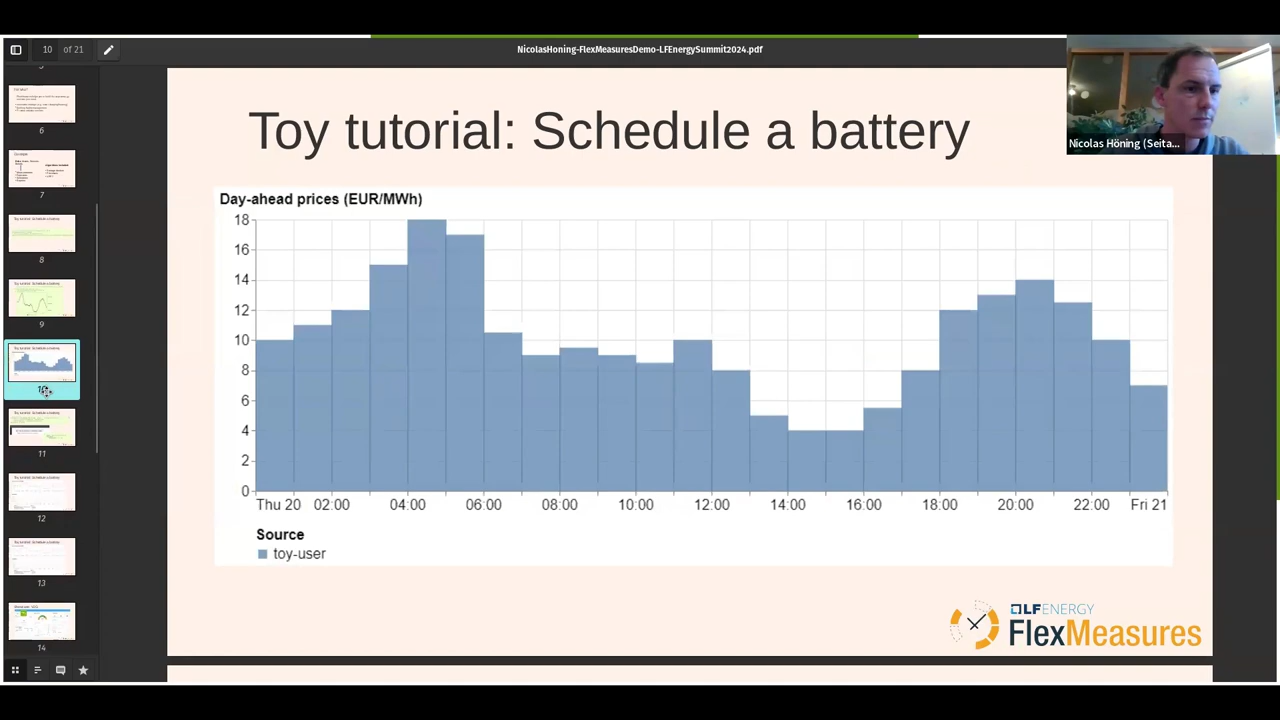 10 of 21
NicolasHoning-FlexMeasuresDemo-LFEnergySummit2024.pdf
Nicolas Höning (Seita...
6
7
8
9
10
11
12
13
14
Toy tutorial: Schedule a battery
Day-ahead prices (EUR/MWh)
18
16
14
12
10
8
6
4
2
0
Thu 20 02:00 04:00 06:00 08:00 10:00 12:00 14:00 16:00 18:00 20:00 22:00 Fri 21
Source
toy-user
LFENERGY
FlexMeasures